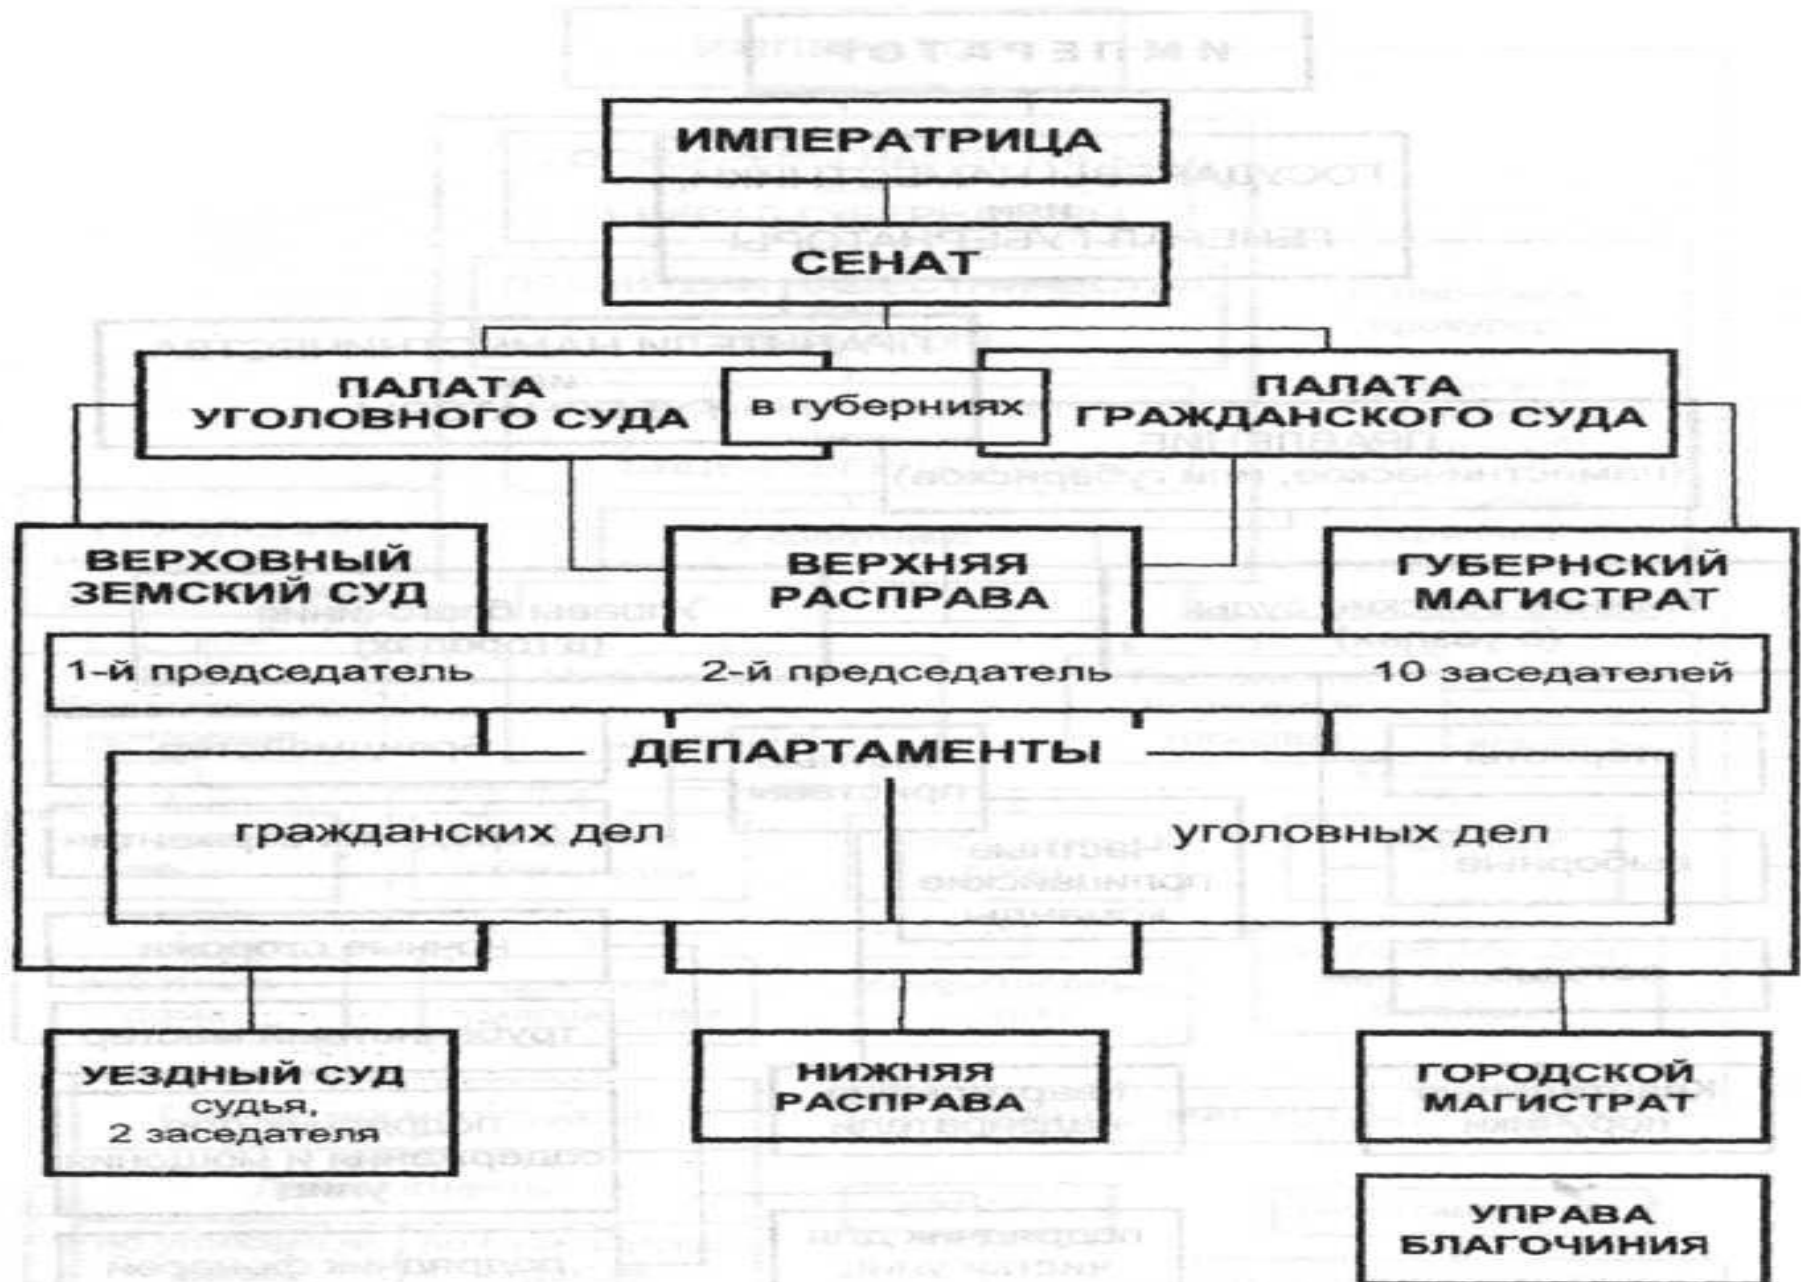 ИМПЕРАТРИЦА
СЕНАТ
ПАЛАТА
УГОЛОВНОГО СУДА
в губерниях
ПАЛАТА
ГРАЖДАНСКОГО СУДА
ВЕРХОВНЫЙ
ЗЕМСКИЙ СУД
ВЕРХНЯЯ
РАСПРАВА
ГУБЕРНСКИЙ
МАГИСТРАТ
1-й председатель
2-й председатель
10 заседателей
ДЕПАРТАМЕНТЫ
гражданских дел
уголовных дел
УЕЗДНЫЙ СУД
судья,
2 заседателя
НИЖНЯЯ
РАСПРАВА
ГОРОДСКОЙ
МАГИСТРАТ
УПРАВА
БЛАГОЧИНИЯ